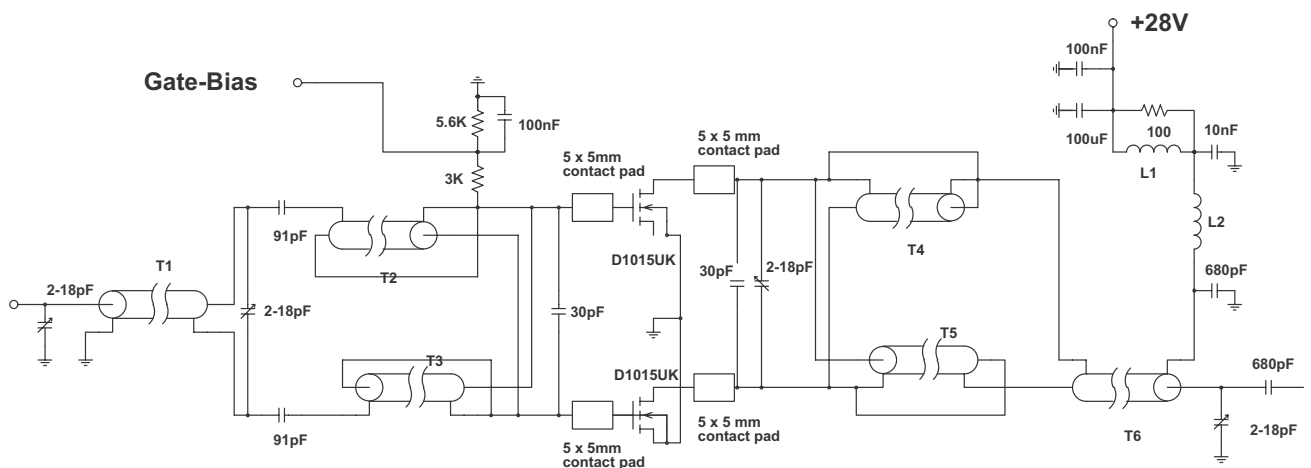 +28V
100nF
Gate-Bias
5.6K
100nF
100uF
100
10nF
5 x 5 mm
contact pad
5 x 5mm
contact pad
3K
L1
91pF
L2
T2
D1015UK
30pF
2-18pF
T4
T1
2-18pF
680pF
2-18pF
30pF
T5
T3
D1015UK
680pF
91pF
5 x 5 mm
contact pad
5 x 5mm
contact pad
T6
2-18pF